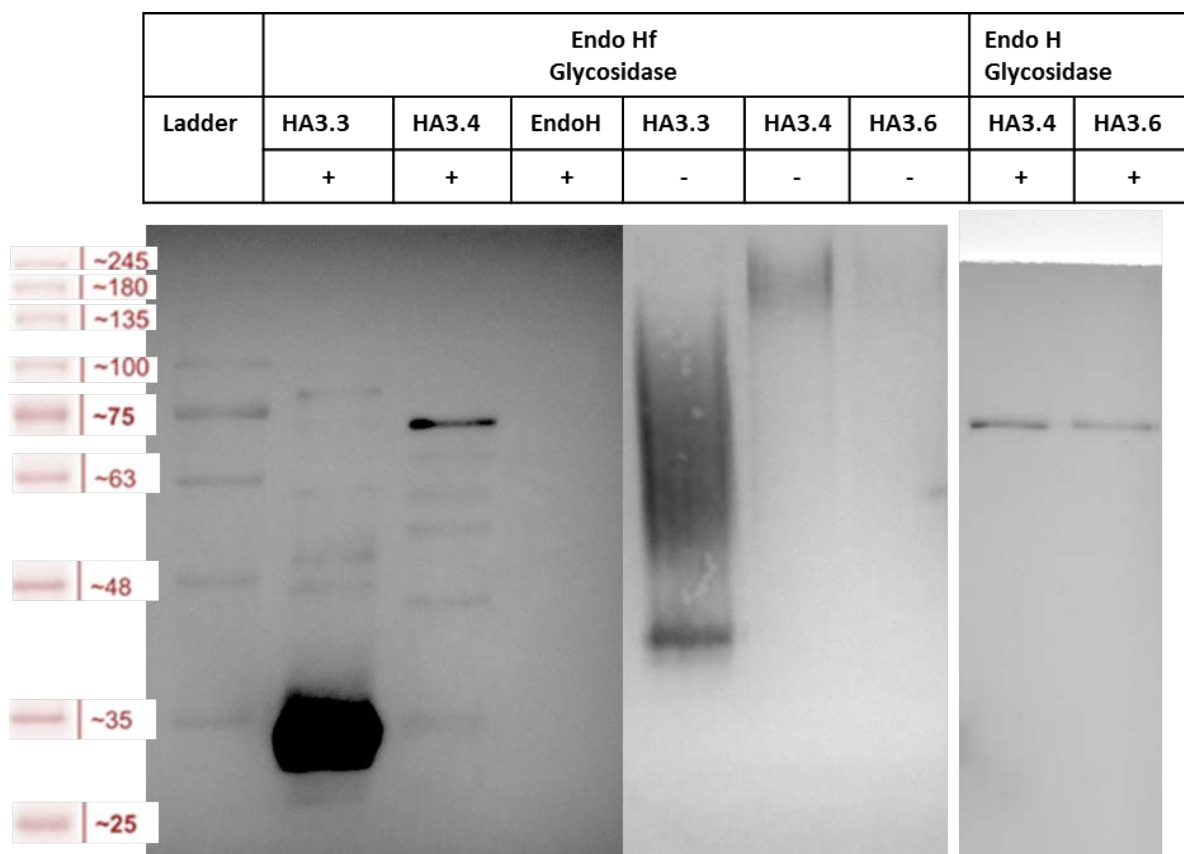 Endo Hf
Glycosidase
Endo H
Glycosidase
Ladder HA3.3 HA3.4 EndoH HA3.3 HA3.4 HA3.6 HA3.4 HA3.6
+ + + - - - + +
~245
~180
~135
~100
~75
~63
~48
~35
~25